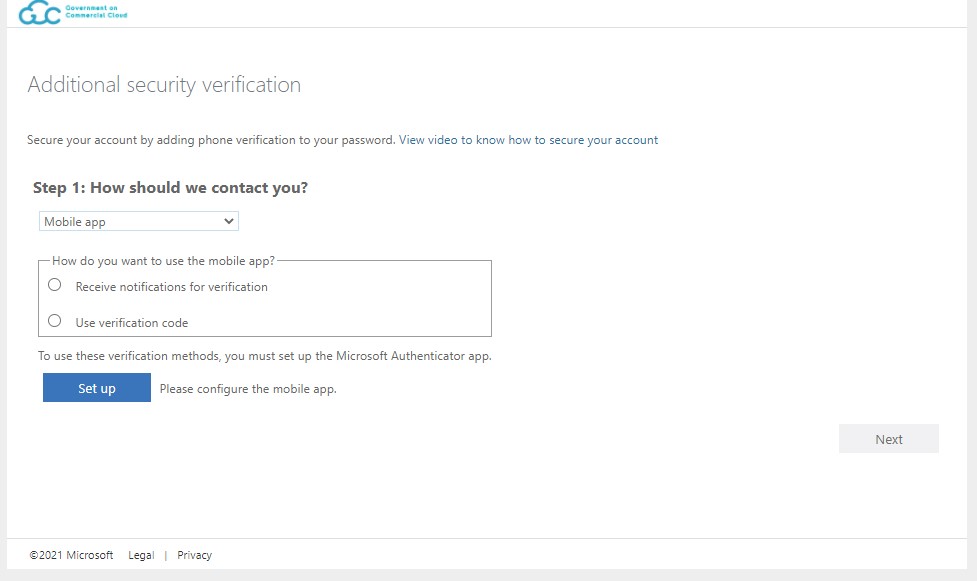 Government on
Commercial Cloud
Additional security verification
Secure your account by adding phone verification to your password. View video to know how to secure your account
Step 1: How should we contact you?
Mobile app
How do you want to use the mobile app?
Receive notifications for verification
Use verification code
To use these verification methods, you must set up the Microsoft Authenticator app.
Set up Please configure the mobile app.
Next
©2021 Microsoft Legal | Privacy